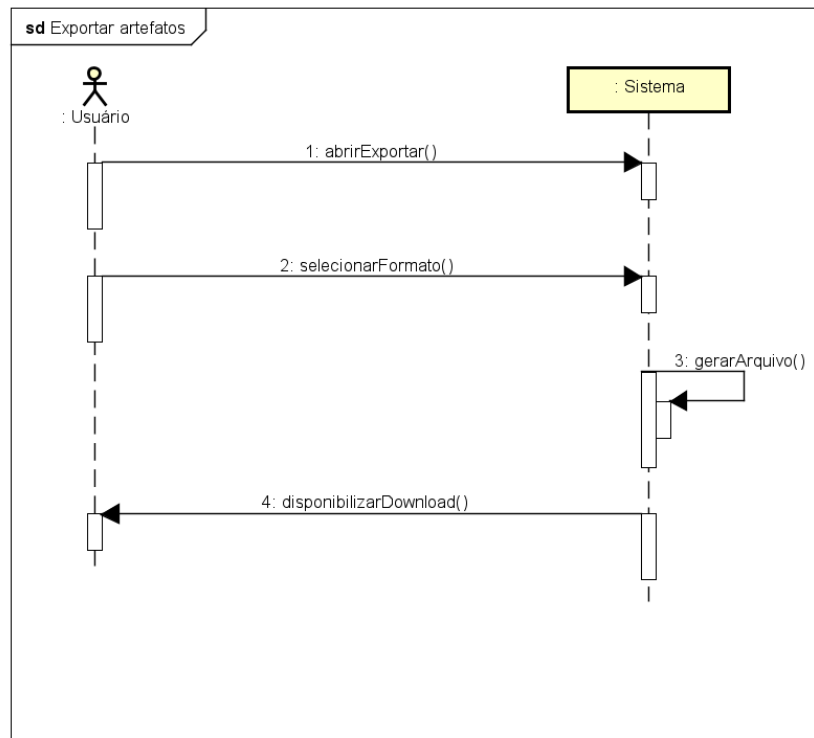 sd Exportar artefatos
: Usuário
: Sistema
1: abrirExportar()
2: selecionarFormato()
3: gerarArquivo()
4: disponibilizarDownload()